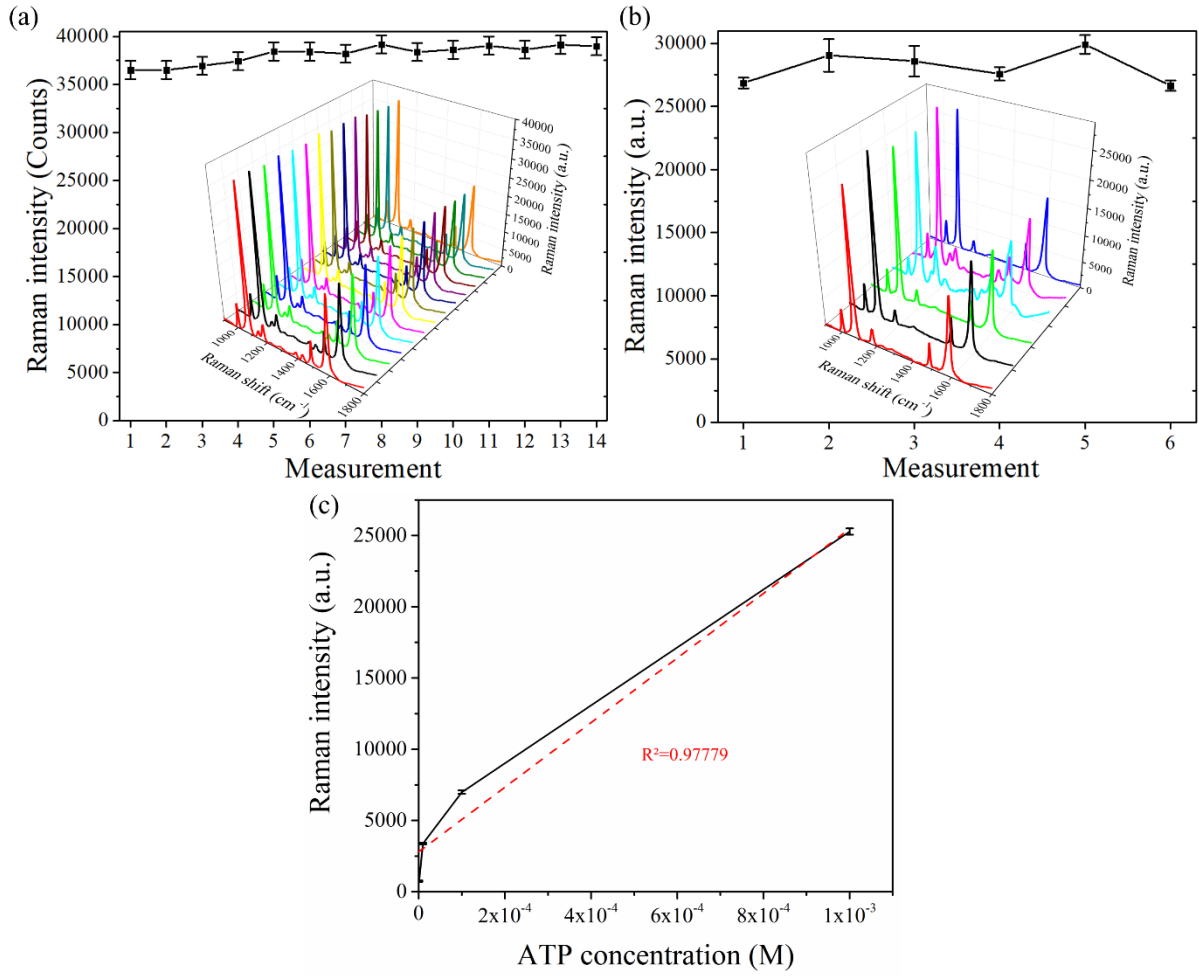 (a)
40000
35000
30000
25000
20000
15000
10000
5000
0
Raman intensity (Counts)
1 2 3 4 5 6 7 8 9 10 11 12 13 14
Measurement
40000
35000
30000
25000
20000
15000
10000
5000
0
Raman intensity (a.u.)
1000
1200
1400
1600
1800
Raman shift (cm⁻¹)
(b)
30000
25000
20000
15000
10000
5000
0
Raman intensity (a.u.)
1 2 3 4 5 6
Measurement
25000
20000
15000
10000
5000
0
Raman intensity (a.u.)
1000
1200
1400
1600
1800
Raman shift (cm⁻¹)
(c)
25000
20000
15000
10000
5000
0
Raman intensity (a.u.)
R²=0.97779
0 2x10⁻⁴ 4x10⁻⁴ 6x10⁻⁴ 8x10⁻⁴ 1x10⁻³
ATP concentration (M)